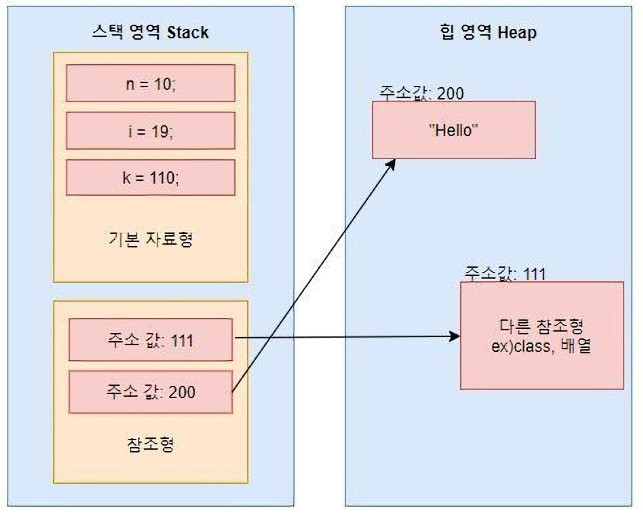 스택 영역 Stack
n = 10;
i = 19;
k = 110;
기본 자료형
주소 값: 111
주소 값: 200
참조형
힙 영역 Heap
주소값: 200
"Hello"
주소값: 111
다른 참조형
ex)class, 배열